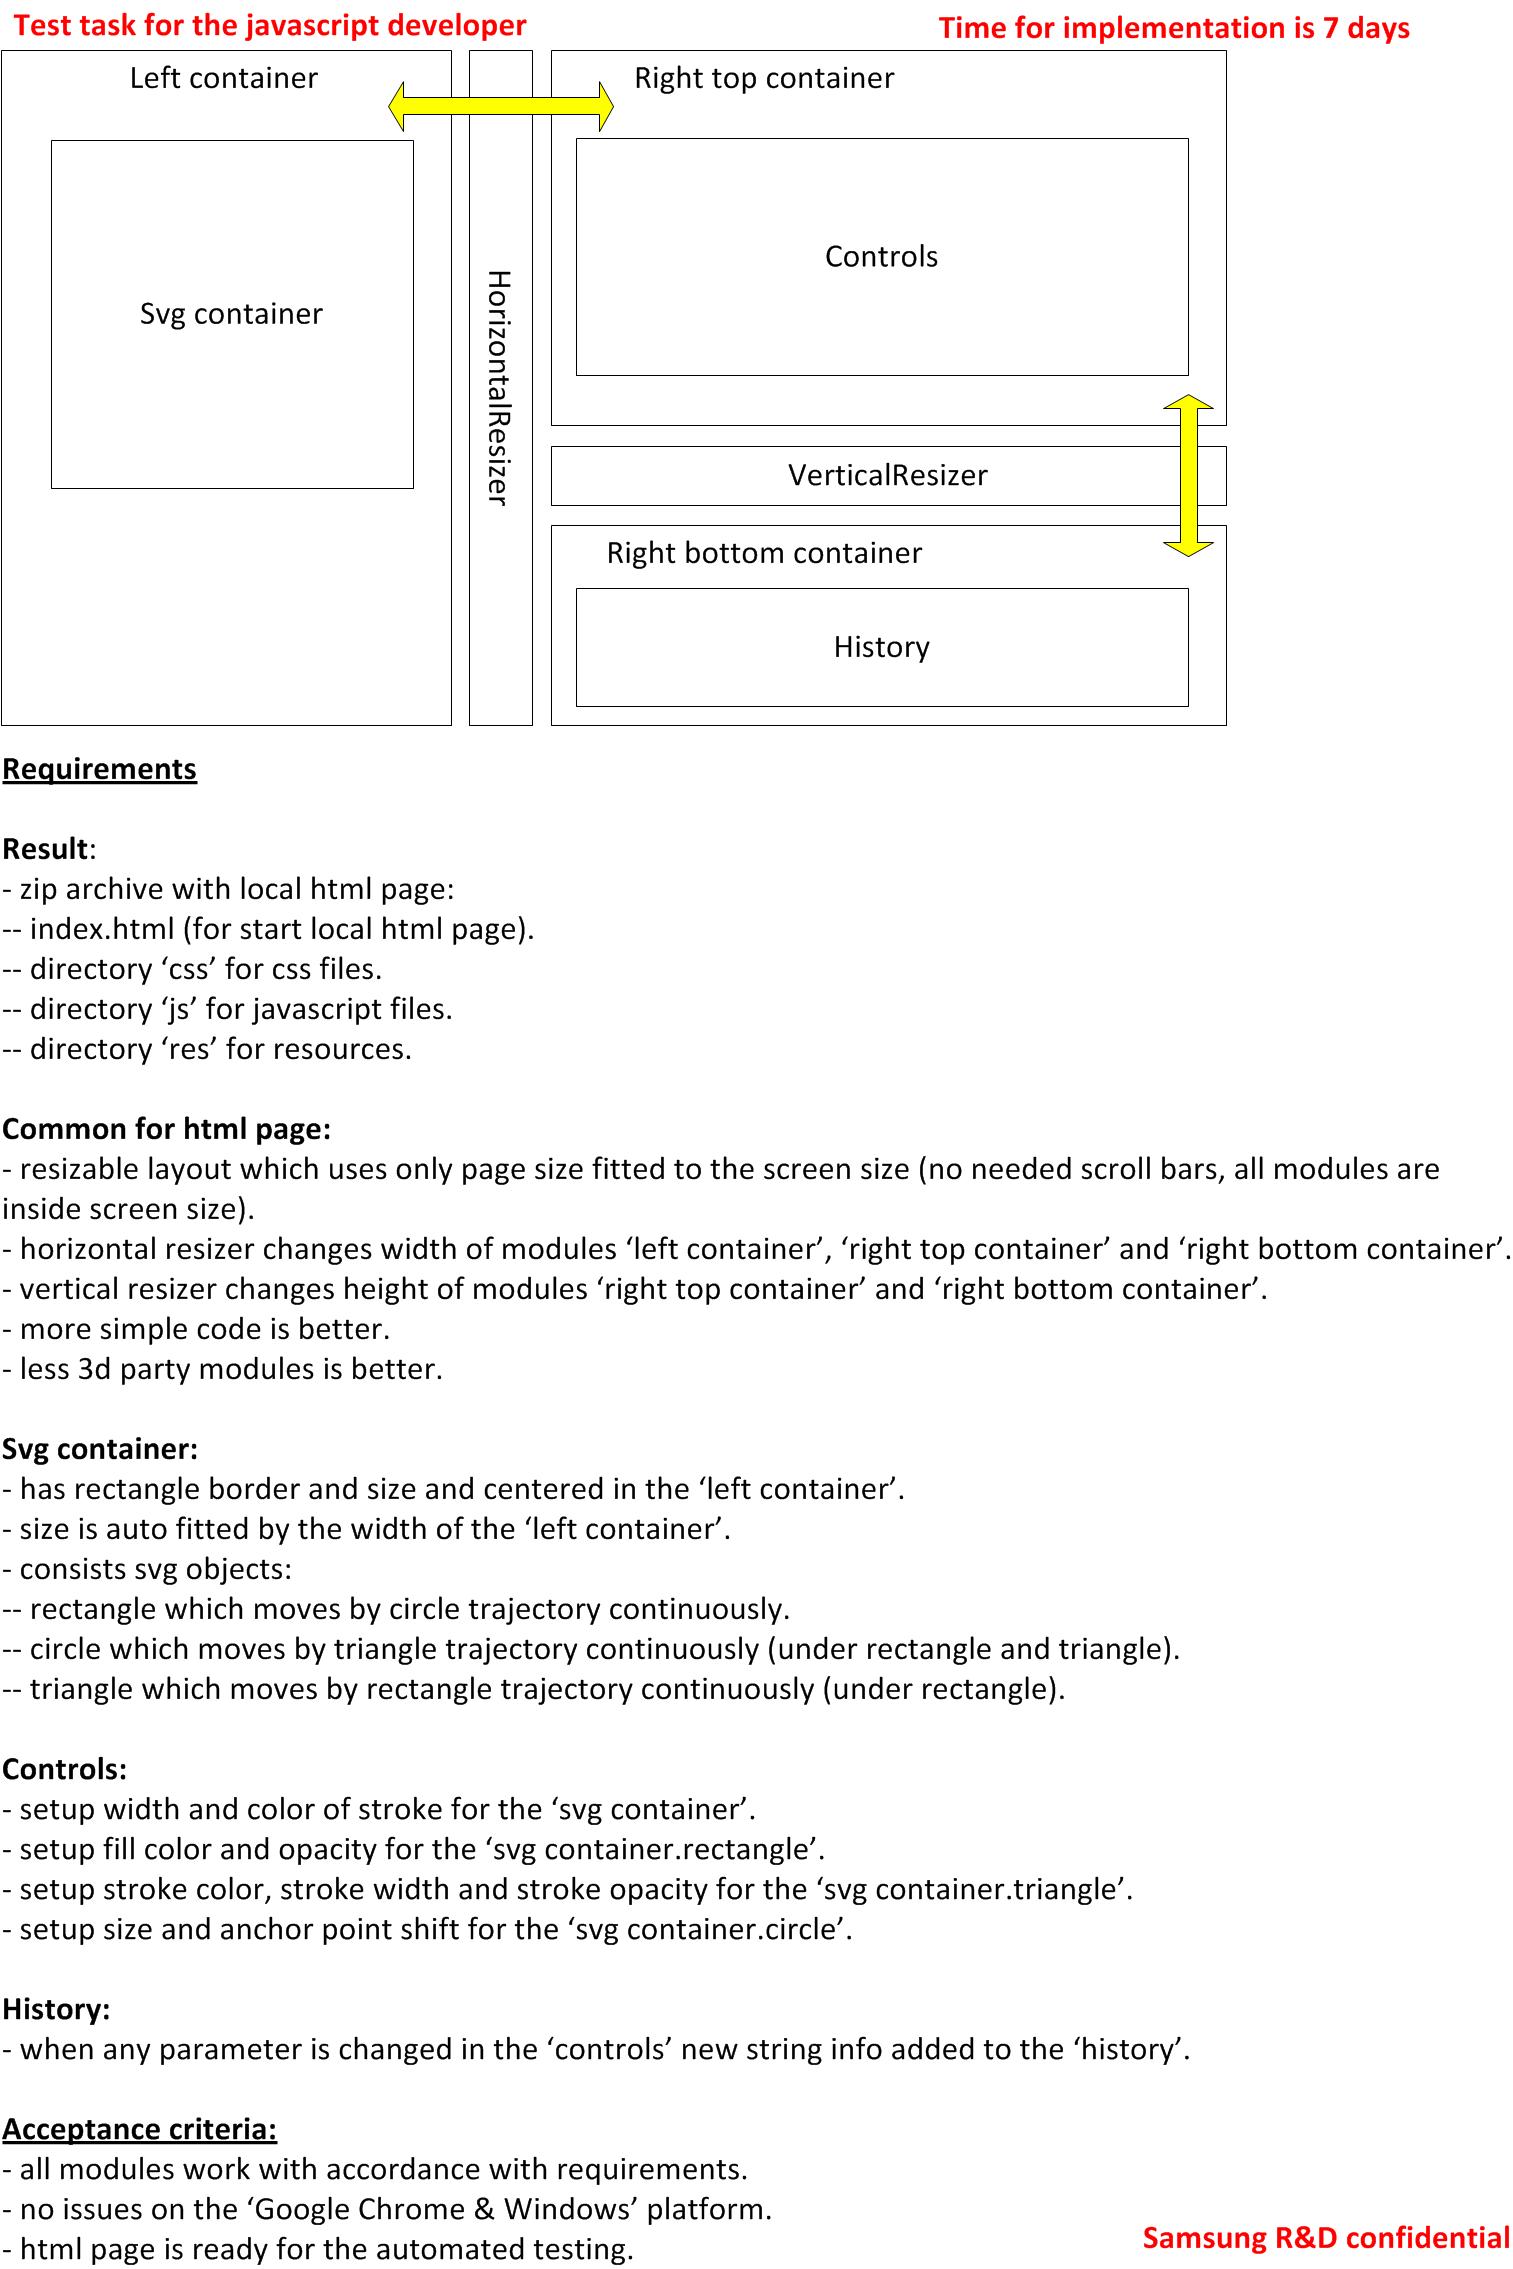 Test task for the javascript developer
Time for implementation is 7 days
Left container
Right top container
Svg container
HorizontalResizer
Controls
VerticalResizer
Right bottom container
History
Requirements
Result:
- zip archive with local html page:
-- index.html (for start local html page).
-- directory ‘css’ for css files.
-- directory ‘js’ for javascript files.
-- directory ‘res’ for resources.
Common for html page:
- resizable layout which uses only page size fitted to the screen size (no needed scroll bars, all modules are
inside screen size).
- horizontal resizer changes width of modules ‘left container’, ‘right top container’ and ‘right bottom container’.
- vertical resizer changes height of modules ‘right top container’ and ‘right bottom container’.
- more simple code is better.
- less 3d party modules is better.
Svg container:
- has rectangle border and size and centered in the ‘left container’.
- size is auto fitted by the width of the ‘left container’.
- consists svg objects:
-- rectangle which moves by circle trajectory continuously.
-- circle which moves by triangle trajectory continuously (under rectangle and triangle).
-- triangle which moves by rectangle trajectory continuously (under rectangle).
Controls:
- setup width and color of stroke for the ‘svg container’.
- setup fill color and opacity for the ‘svg container.rectangle’.
- setup stroke color, stroke width and stroke opacity for the ‘svg container.triangle’.
- setup size and anchor point shift for the ‘svg container.circle’.
History:
- when any parameter is changed in the ‘controls’ new string info added to the ‘history’.
Acceptance criteria:
- all modules work with accordance with requirements.
- no issues on the ‘Google Chrome & Windows’ platform.
- html page is ready for the automated testing.
Samsung R&D confidential